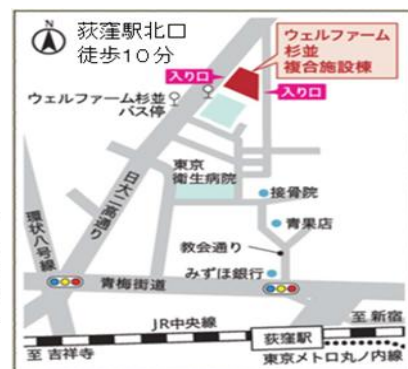 N
荻窪駅北口
徒歩10分
ウェルファーム
杉並
複合施設棟
入り口
入り口
ウェルファーム杉並
バス停
東京
衛生病院
接骨院
青果店
日大二高通り
環状八号線
教会通り
みずほ銀行
青梅街道
JR中央線
荻窪駅
至 新宿
至 吉祥寺
東京メトロ丸ノ内線